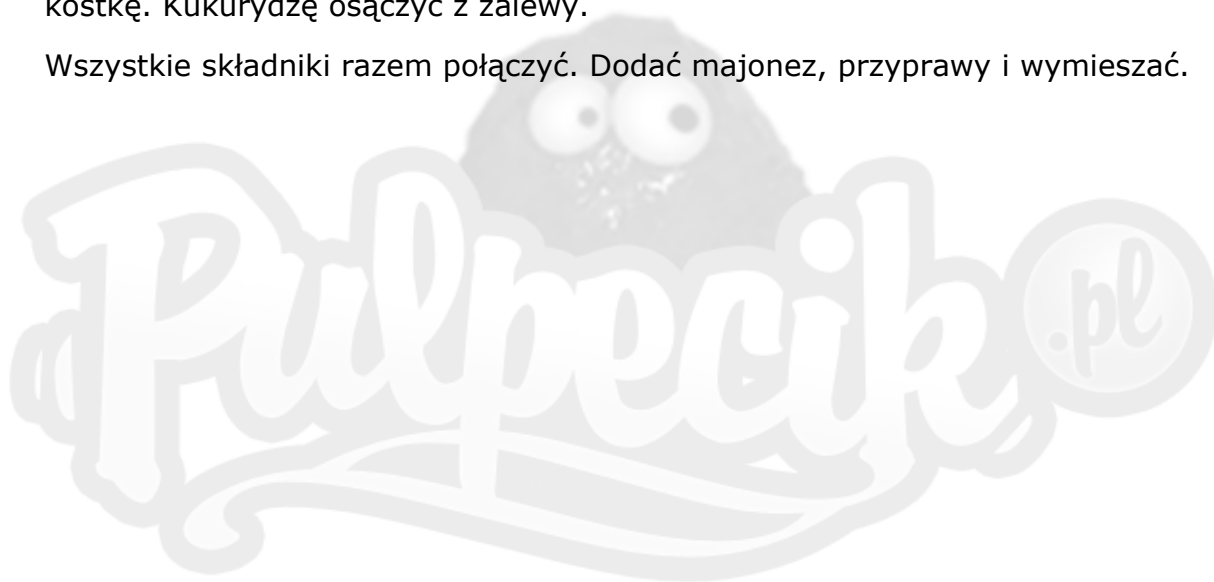 kostkę. Kukurydzę osączyć z zalewy.
Wszystkie składniki razem połączyć. Dodać majonez, przyprawy i wymieszać.
Pulpecik.pl